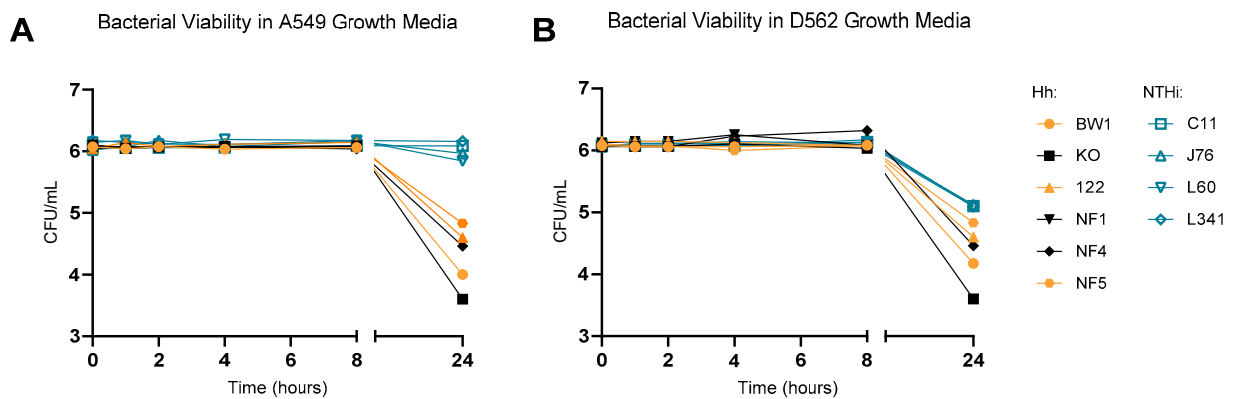 A
Bacterial Viability in A549 Growth Media
7
6
5
4
3
CFU/mL
0
2
4
6
8
24
Time (hours)
B
Bacterial Viability in D562 Growth Media
7
6
5
4
3
CFU/mL
0
2
4
6
8
24
Time (hours)
Hh:
BW1
KO
122
NF1
NF4
NF5
NTHi:
C11
J76
L60
L341